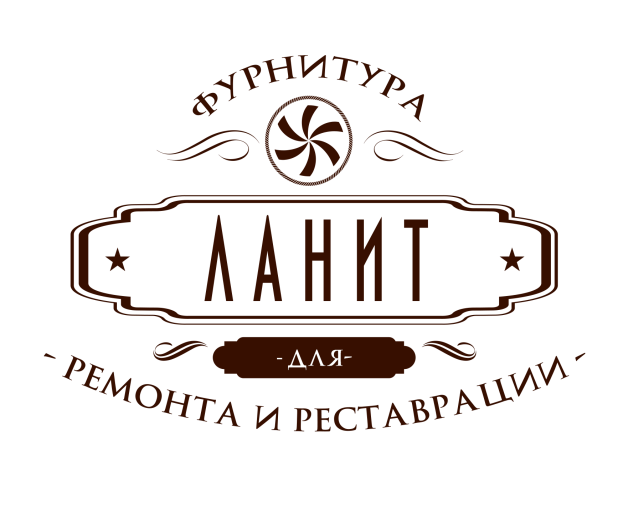 ФУРНИТУРА
ЛАНИТ
-ДЛЯ-
- РЕМОНТА И РЕСТАВРАЦИИ -